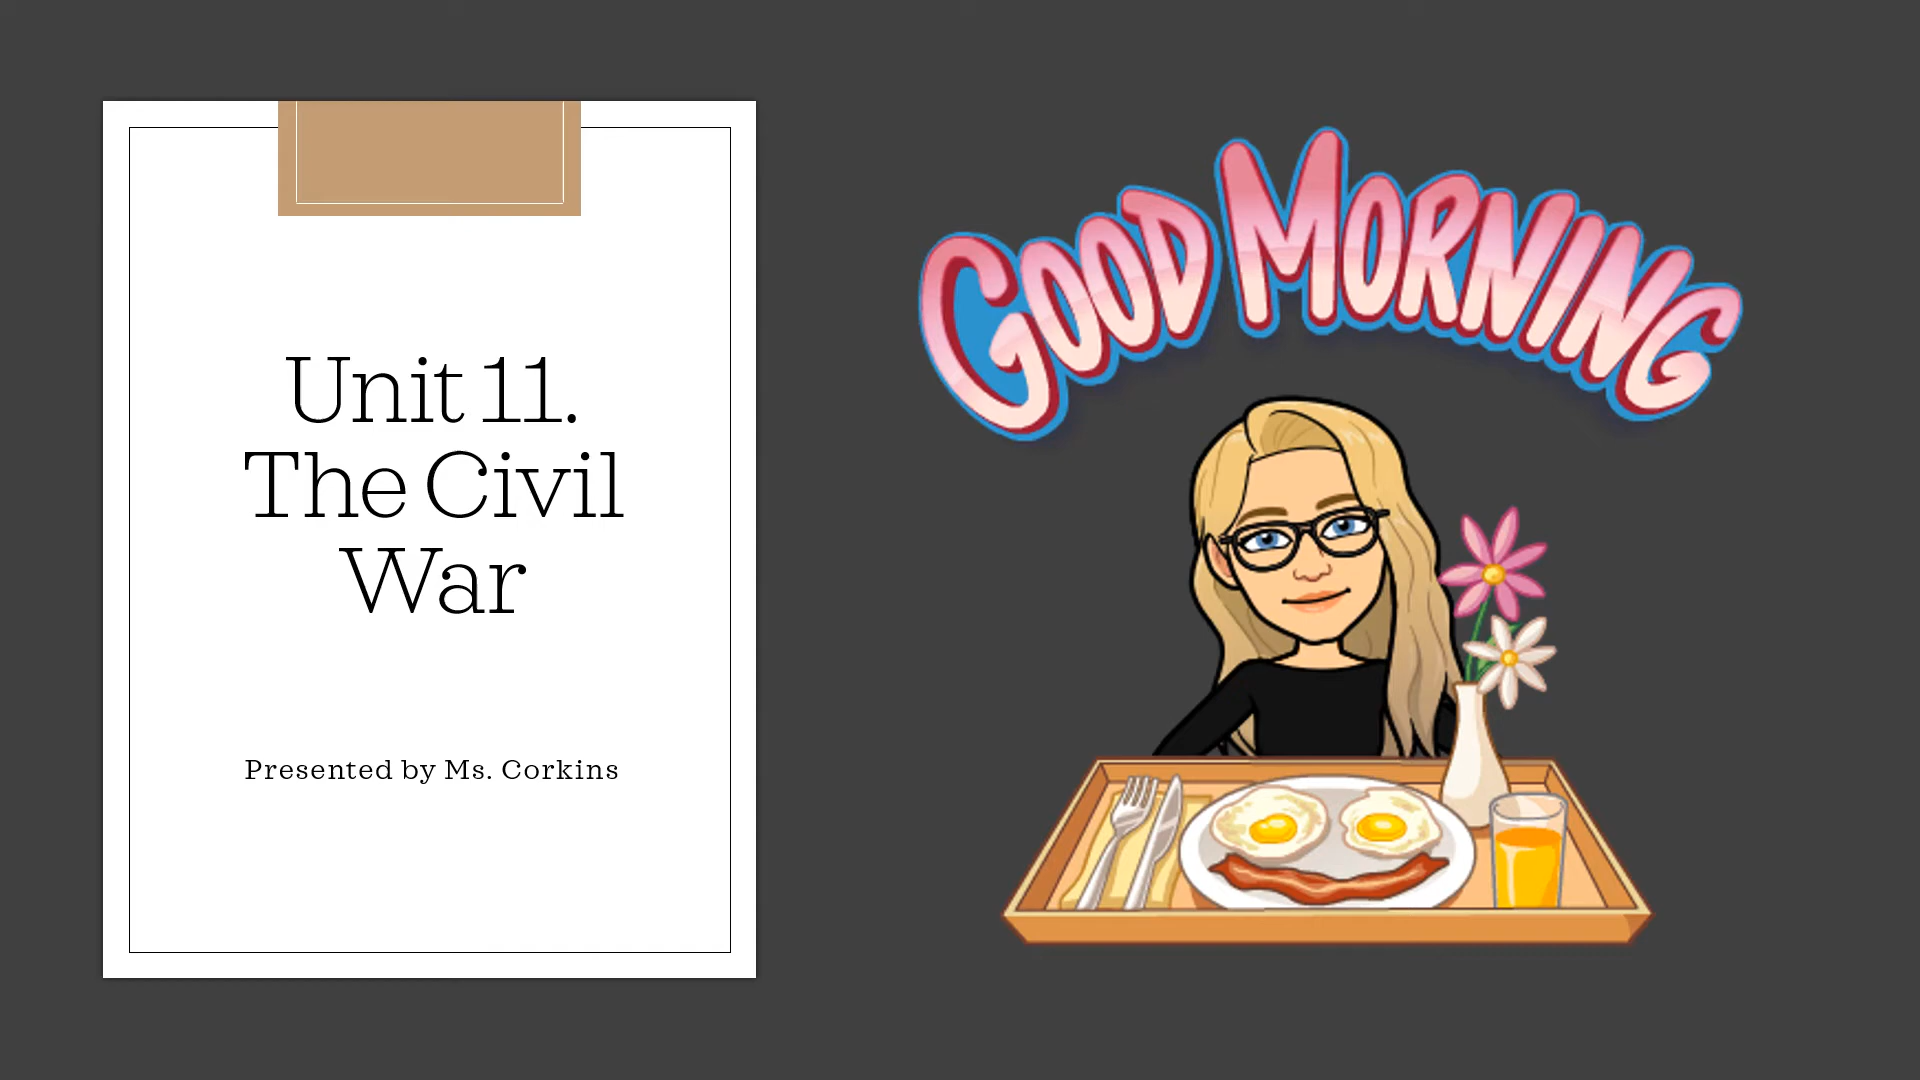 Unit 11.
The Civil
War
Presented by Ms. Corkins
GOOD MORNING